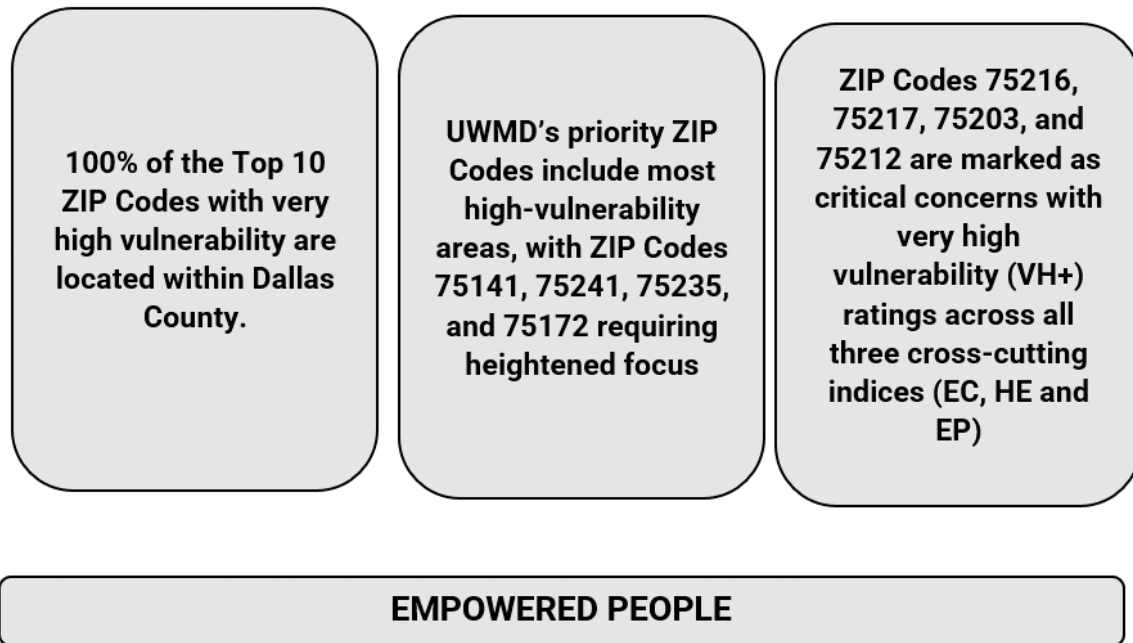 100% of the Top 10
ZIP Codes with very
high vulnerability are
located within Dallas
County.
UWMD’s priority ZIP
Codes include most
high-vulnerability
areas, with ZIP Codes
75141, 75241, 75235,
and 75172 requiring
heightened focus
ZIP Codes 75216,
75217, 75203, and
75212 are marked as
critical concerns with
very high
vulnerability (VH+)
ratings across all
three cross-cutting
indices (EC, HE and
EP)
EMPOWERED PEOPLE